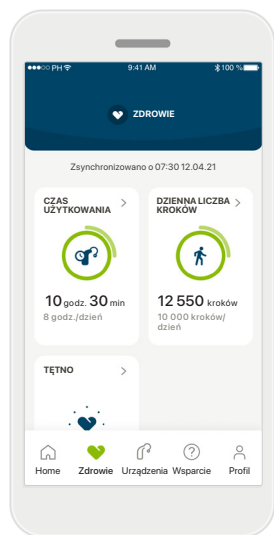 PH 9:41 AM 100 %
ZDROWIE
Zsynchronizowano o 07:30 12.04.21
CZAS
UŻYTKOWANIA
10 godz. 30 min
8 godz./dzień
DZIENNA LICZBA
KROKÓW
12 550 kroków
10 000 kroków/
dzień
TĘTNO
Home Zdrowie Urządzenia Wsparcie Profil